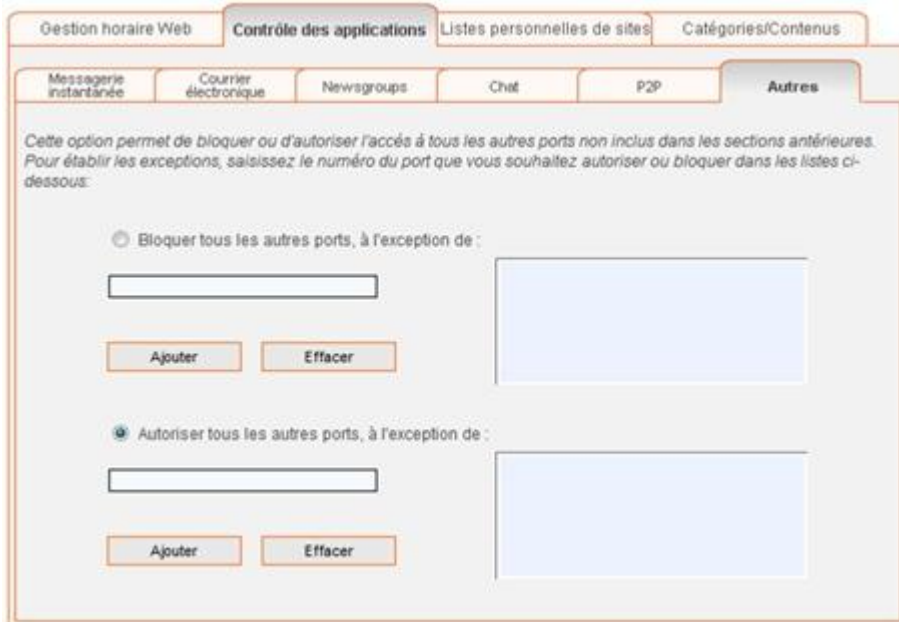 Gestion horaire Web
Contrôle des applications
Listes personnelles de sites
Catégories/Contenus
Messagerie
instantanée
Courrier
électronique
Newsgroups
Chat
P2P
Autres
Cette option permet de bloquer ou d'autoriser l'accés á tous les autres ports non inclus dans les sections antérieures.
Pour établir les exceptions, saisissez le numéro du port que vous souhaitez autoriser ou bloquer dans les listes ci-
dessous:
Bloquer tous les autres ports, à l'exception de :
Ajouter
Effacer
Autoriser tous les autres ports, à l'exception de :
Ajouter
Effacer